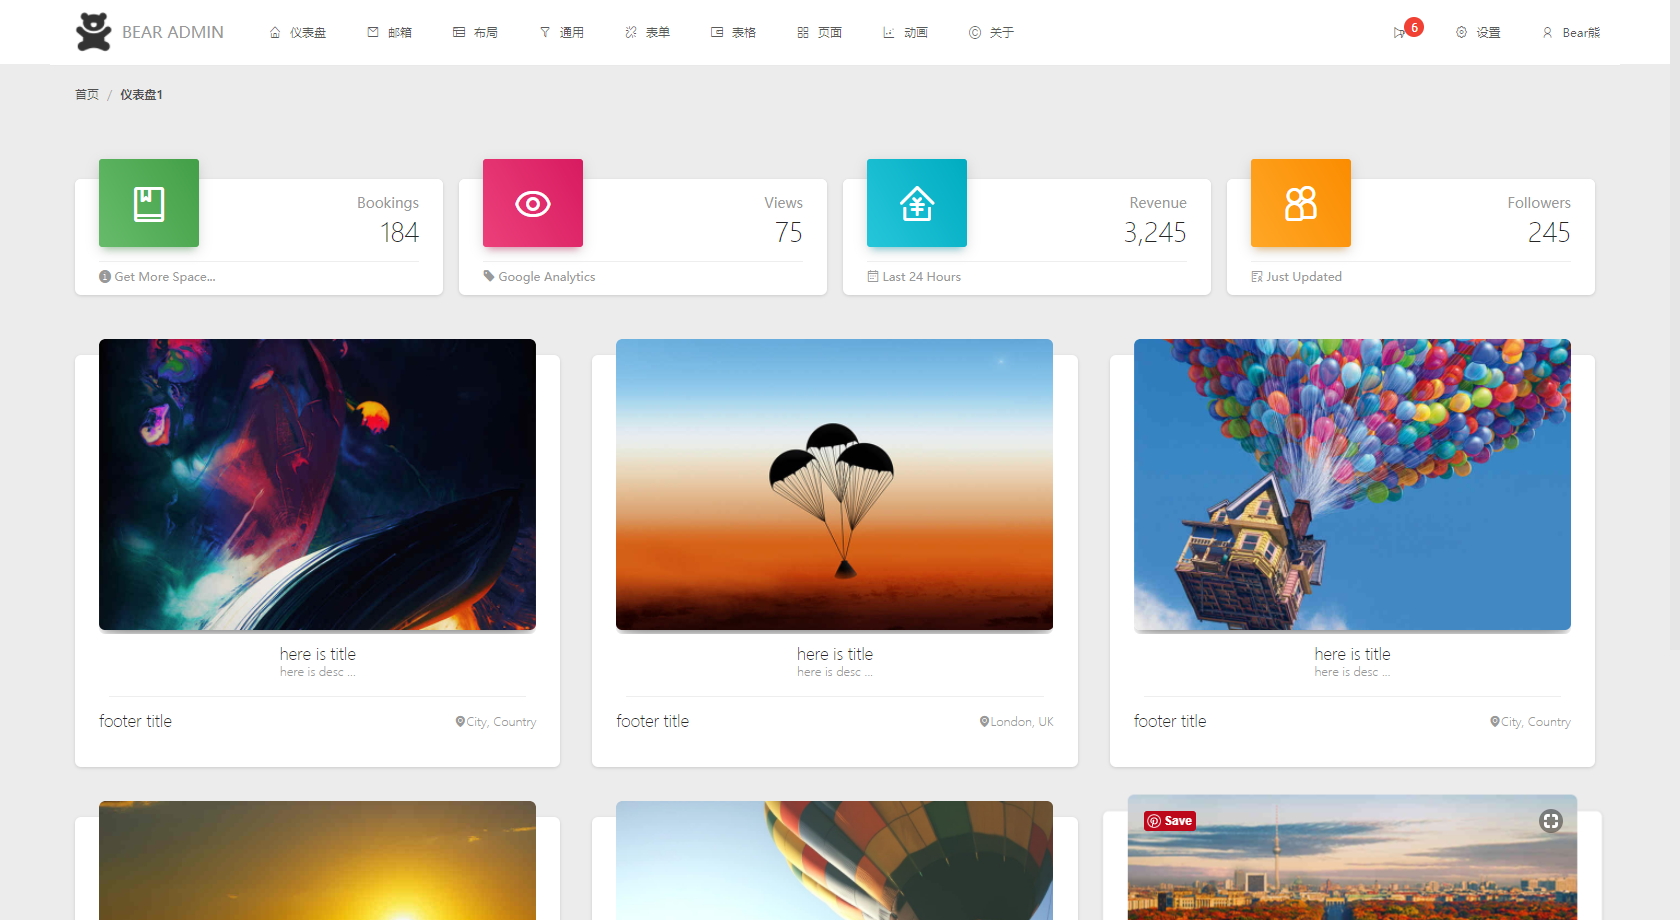 BEAR ADMIN 仪表盘 邮箱 布局 通用 表单 表格 页面 动画 关于 6 设置 Bear熊
首页 / 仪表盘1
Bookings
184
Get More Space...
Views
75
Google Analytics
Revenue
3,245
Last 24 Hours
Followers
245
Just Updated
here is title
here is desc ...
footer title City, Country
here is title
here is desc ...
footer title London, UK
here is title
here is desc ...
footer title City, Country
Save